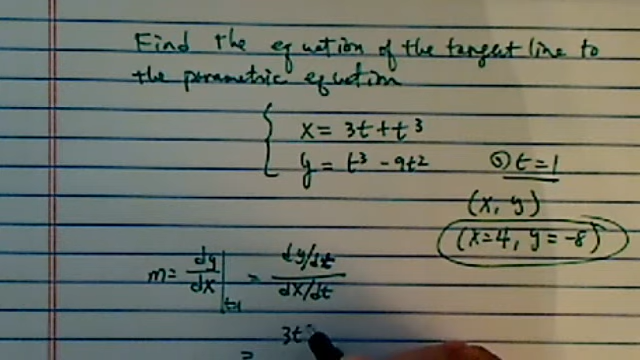 Find the equation of the tangent line to
the parametric equation
x = 3t + t³
y = t³ - 9t²
@ t = 1
(x, y)
(x=4, y=-8)
m = dy/dx |t=1 = dy/dt / dx/dt
= 3t²